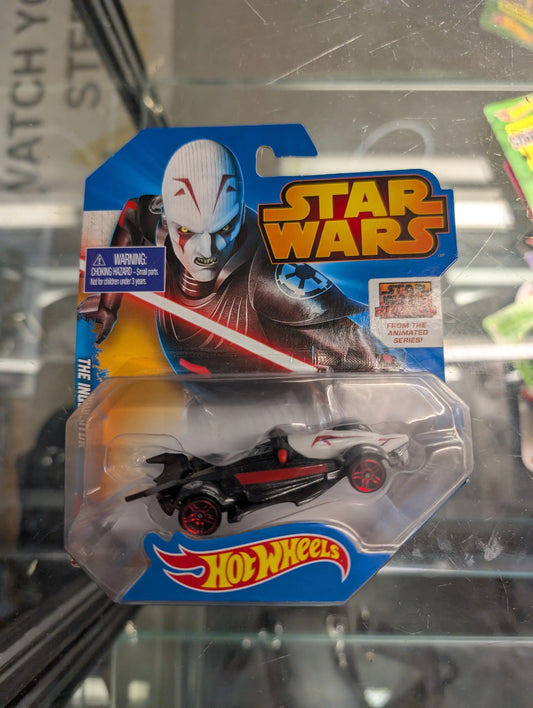 WATCH YO
STE
STAR
WARS
WARNING:
CHOKING HAZARD – Small parts.
Not for children under 3 years.
STAR
WARS
REBELS
FROM THE
ANIMATED
SERIES!
THE INQUISITOR
HOT WHEELS